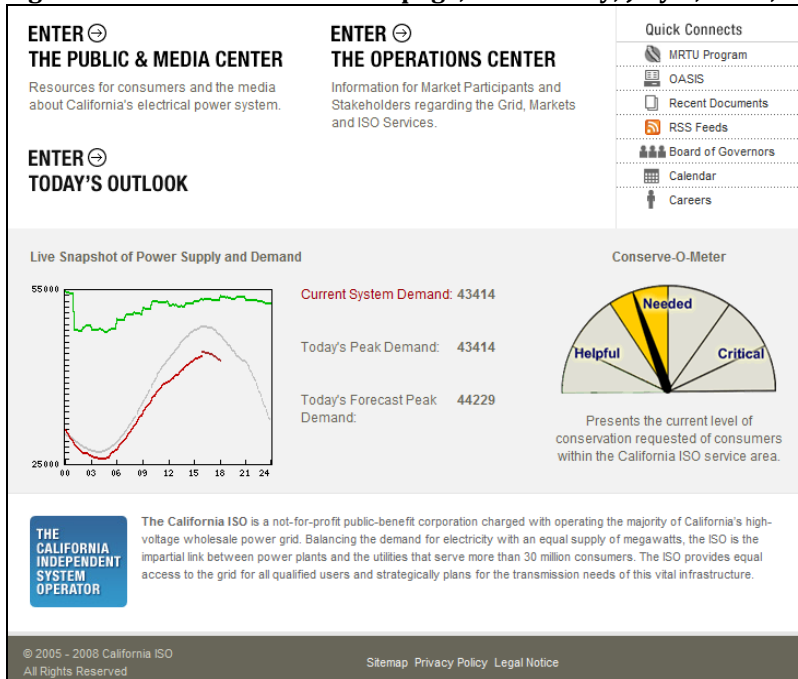 ENTER
THE PUBLIC & MEDIA CENTER
Resources for consumers and the media
about California's electrical power system.
ENTER
THE OPERATIONS CENTER
Information for Market Participants and
Stakeholders regarding the Grid, Markets
and ISO Services.
ENTER
TODAY'S OUTLOOK
Quick Connects
MRTU Program
OASIS
Recent Documents
RSS Feeds
Board of Governors
Calendar
Careers
Live Snapshot of Power Supply and Demand
55000
25000
00 03 06 09 12 15 18 21 24
Current System Demand: 43414
Today's Peak Demand: 43414
Today's Forecast Peak 44229
Demand:
Conserve-O-Meter
Needed
Helpful
Critical
Presents the current level of
conservation requested of consumers
within the California ISO service area.
THE
CALIFORNIA
INDEPENDENT
SYSTEM
OPERATOR
The California ISO is a not-for-profit public-benefit corporation charged with operating the majority of California's high-
voltage wholesale power grid. Balancing the demand for electricity with an equal supply of megawatts, the ISO is the
impartial link between power plants and the utilities that serve more than 30 million consumers. The ISO provides equal
access to the grid for all qualified users and strategically plans for the transmission needs of this vital infrastructure.
© 2005 - 2008 California ISO
All Rights Reserved
Sitemap Privacy Policy Legal Notice